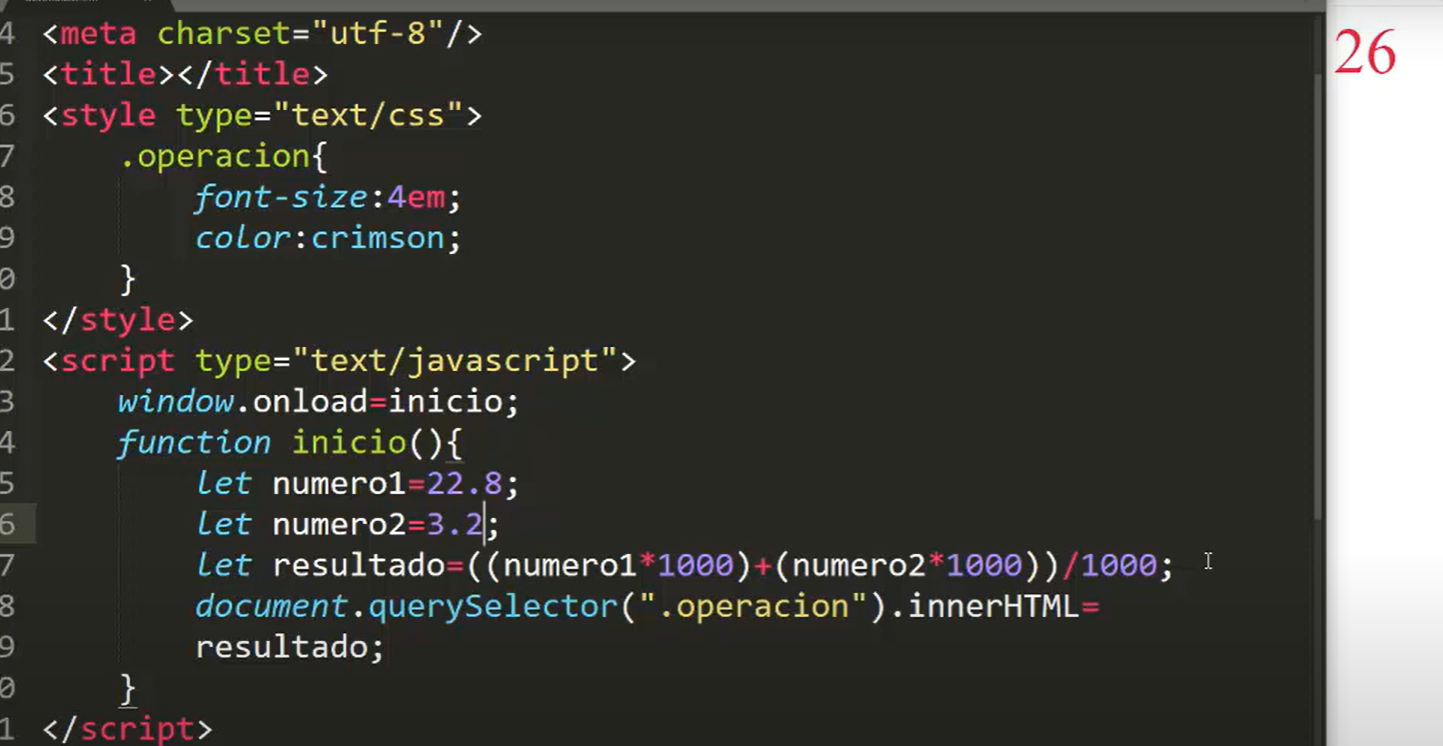 4 <meta charset="utf-8"/>
5 <title></title>
6 <style type="text/css">
7 .operacion{
8 font-size:4em;
9 color:crimson;
0 }
1 </style>
2 <script type="text/javascript">
3 window.onload=inicio;
4 function inicio(){
5 let numero1=22.8;
6 let numero2=3.2;
7 let resultado=((numero1*1000)+(numero2*1000))/1000;
8 document.querySelector(".operacion").innerHTML=
9 resultado;
0 }
1 </script>
26